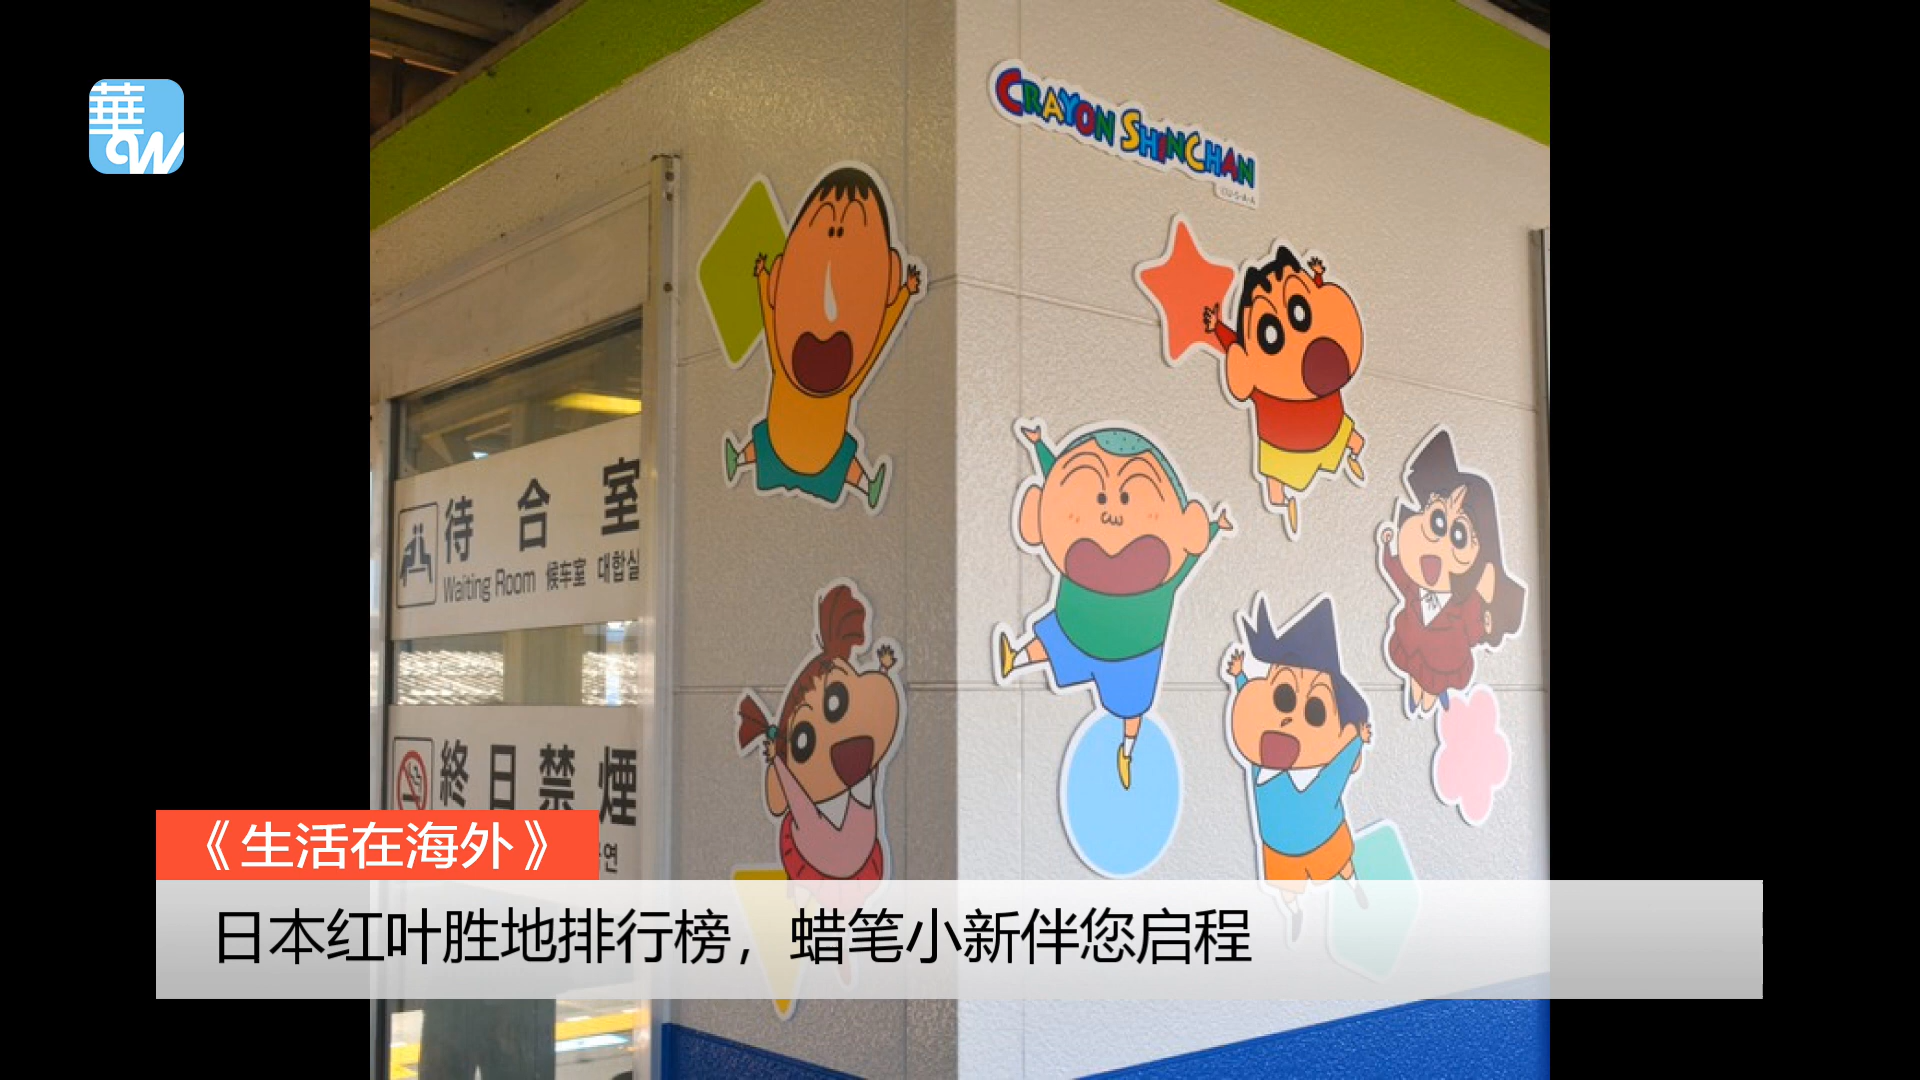 華W
CRAYON SHINCHAN
待合室
Waiting Room 候车室 대합실
終日禁煙
《生活在海外》
日本红叶胜地排行榜，蜡笔小新伴您启程